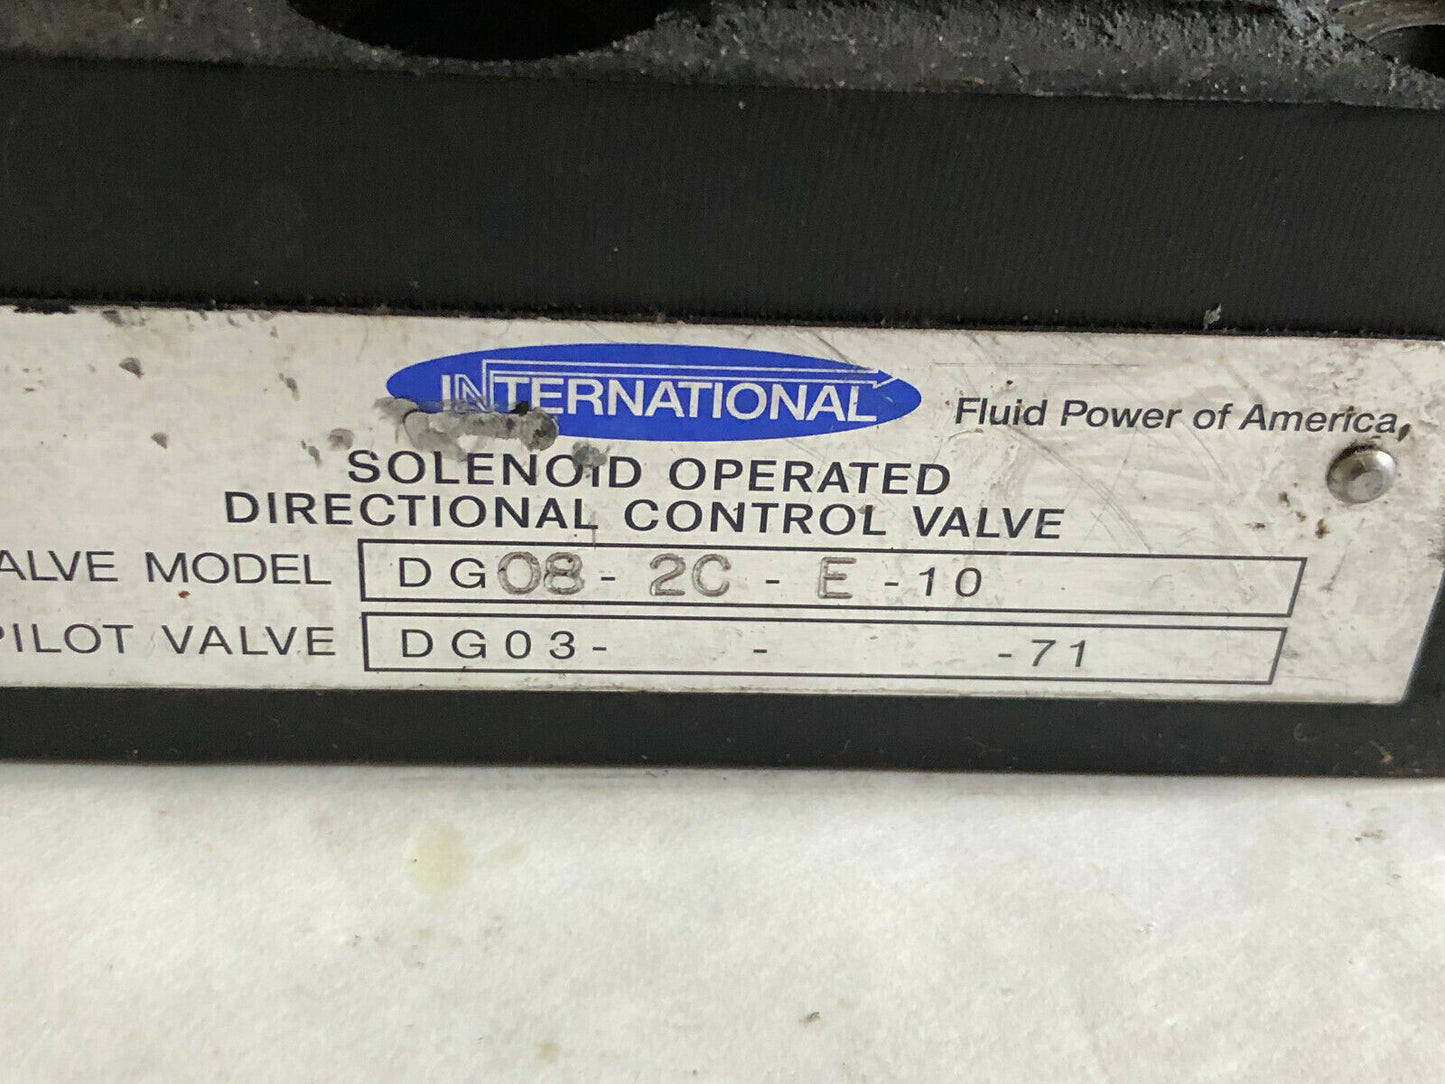 INTERNATIONAL Fluid Power of America,
SOLENOID OPERATED
DIRECTIONAL CONTROL VALVE
ALVE MODEL DG08-2C-E-10
PILOT VALVE DG03- - -71